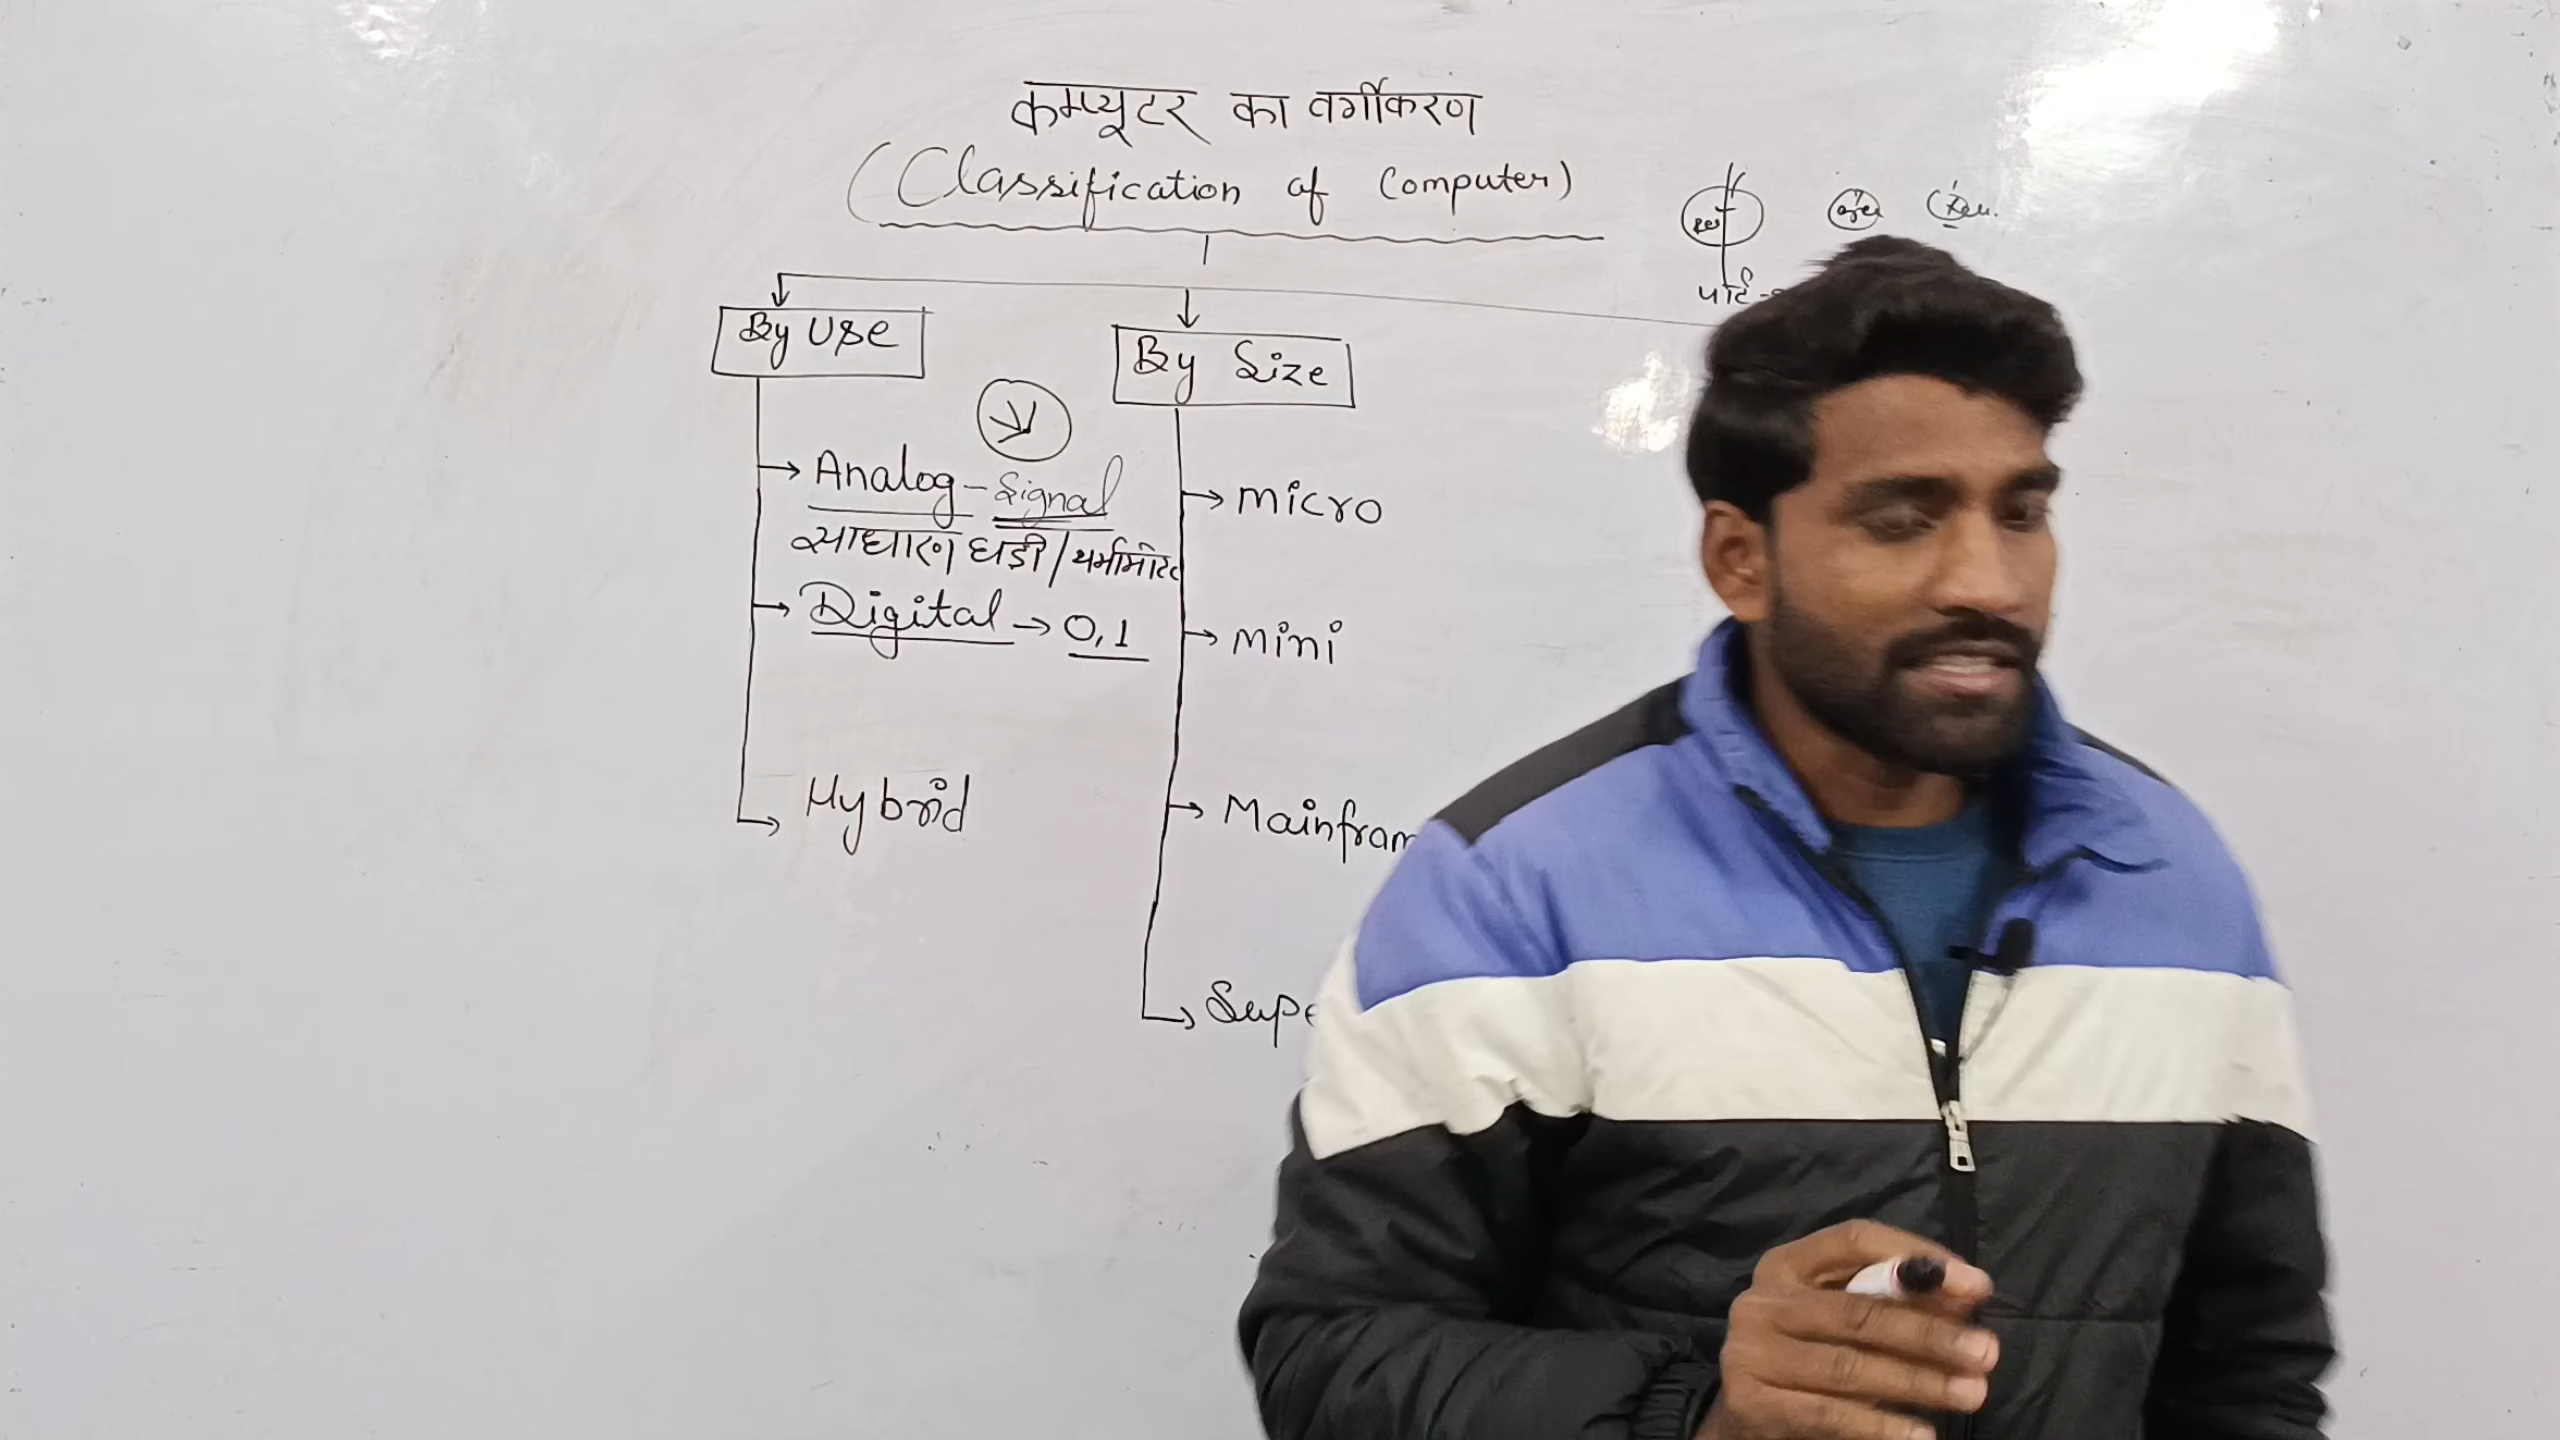 कम्प्यूटर का वर्गीकरण
(Classification of Computer)
पार्ट-
By Use
By Size
Analog - Signal
साधारण घड़ी / थर्मामीटर
Digital → 0,1
Hybrid
micro
mini
Mainfram
Supe